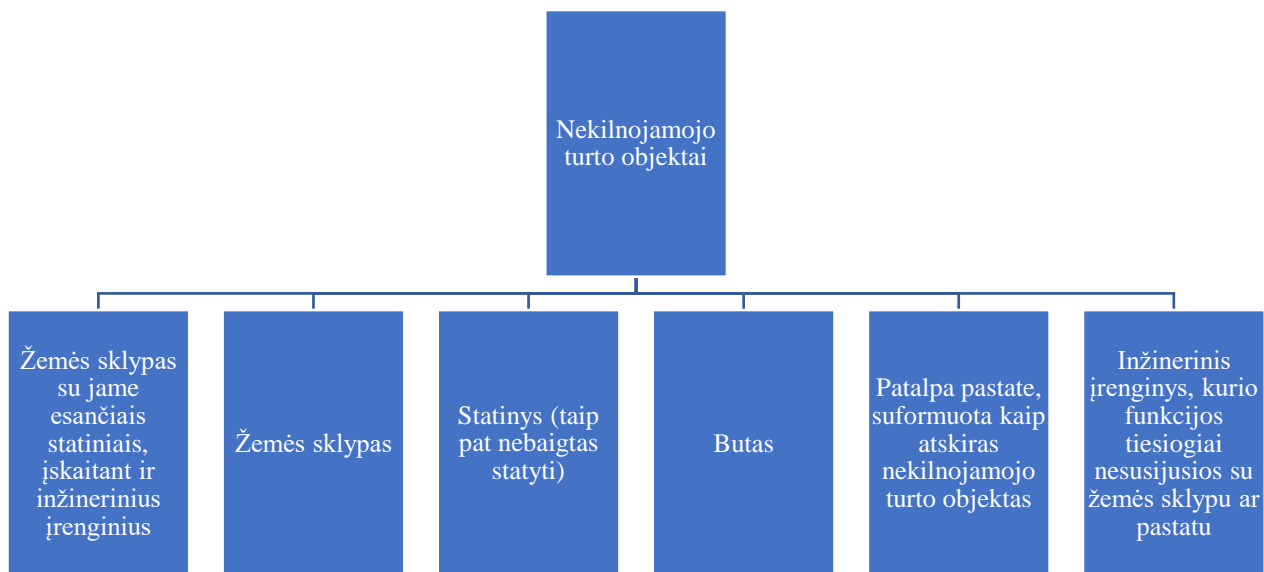 Nekilnojamojo
turto objektai
Žemės sklypas
su jame
esančiais
statiniais,
įskaitant ir
inžinerinius
įrenginius
Žemės sklypas
Statinys (taip
pat nebaigtas
statyti)
Butas
Patalpa pastate,
suformuota kaip
atskiras
nekilnojamojo
turto objektas
Inžinerinis
įrenginys, kurio
funkcijos
tiesiogiai
nesusijusios su
žemės sklypu ar
pastatu